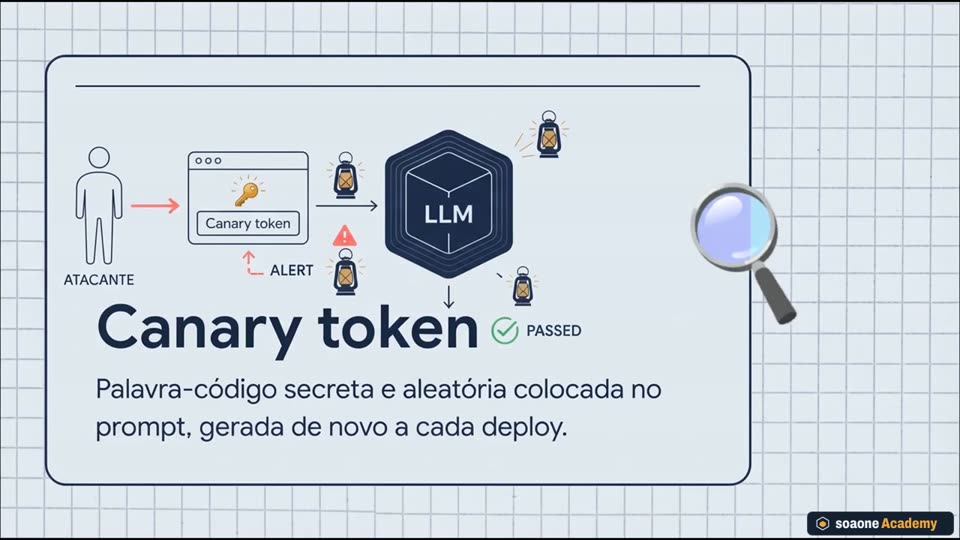 Canary token
LLM
ALERT
ATACANTE
Canary token
PASSED
Palavra-código secreta e aleatória colocada no
prompt, gerada de novo a cada deploy.
soaone Academy